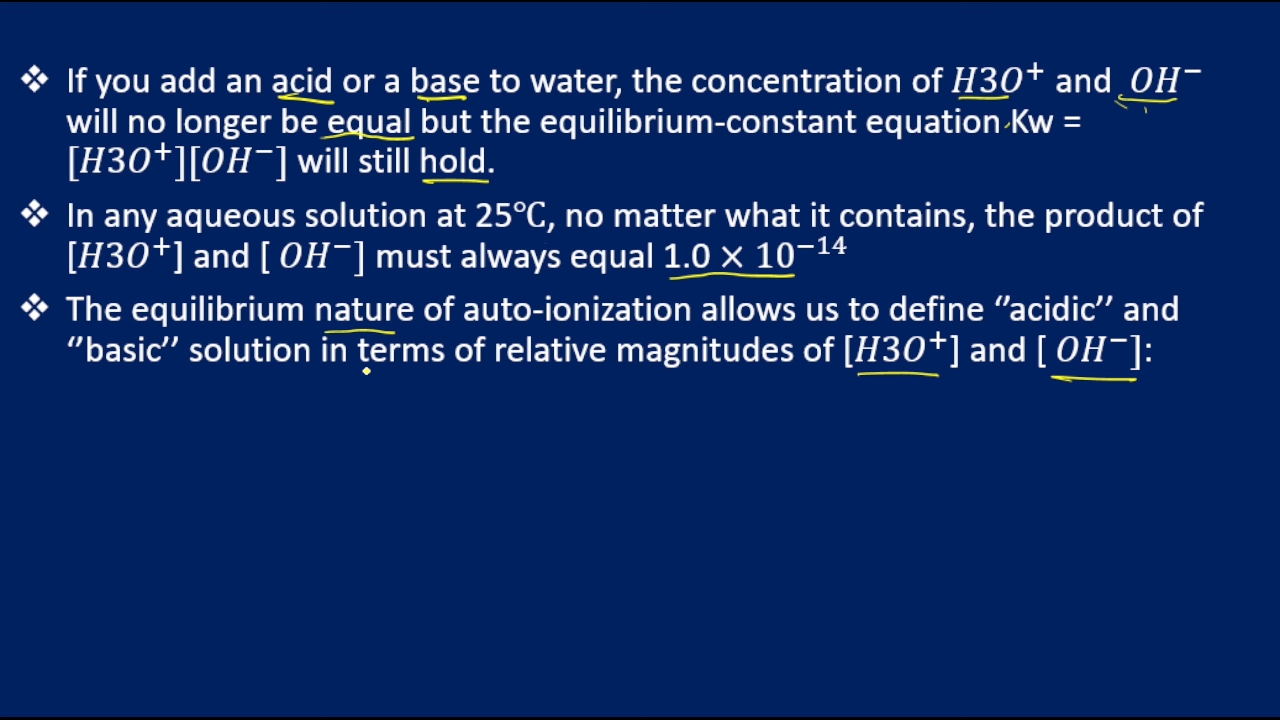 ❖ If you add an acid or a base to water, the concentration of H3O⁺ and OH⁻
will no longer be equal but the equilibrium-constant equation Kw =
[H3O⁺][OH⁻] will still hold.
❖ In any aqueous solution at 25℃, no matter what it contains, the product of
[H3O⁺] and [ OH⁻] must always equal 1.0 × 10⁻¹⁴
❖ The equilibrium nature of auto-ionization allows us to define ‘‘acidic’’ and
‘‘basic’’ solution in terms of relative magnitudes of [H3O⁺] and [ OH⁻]: